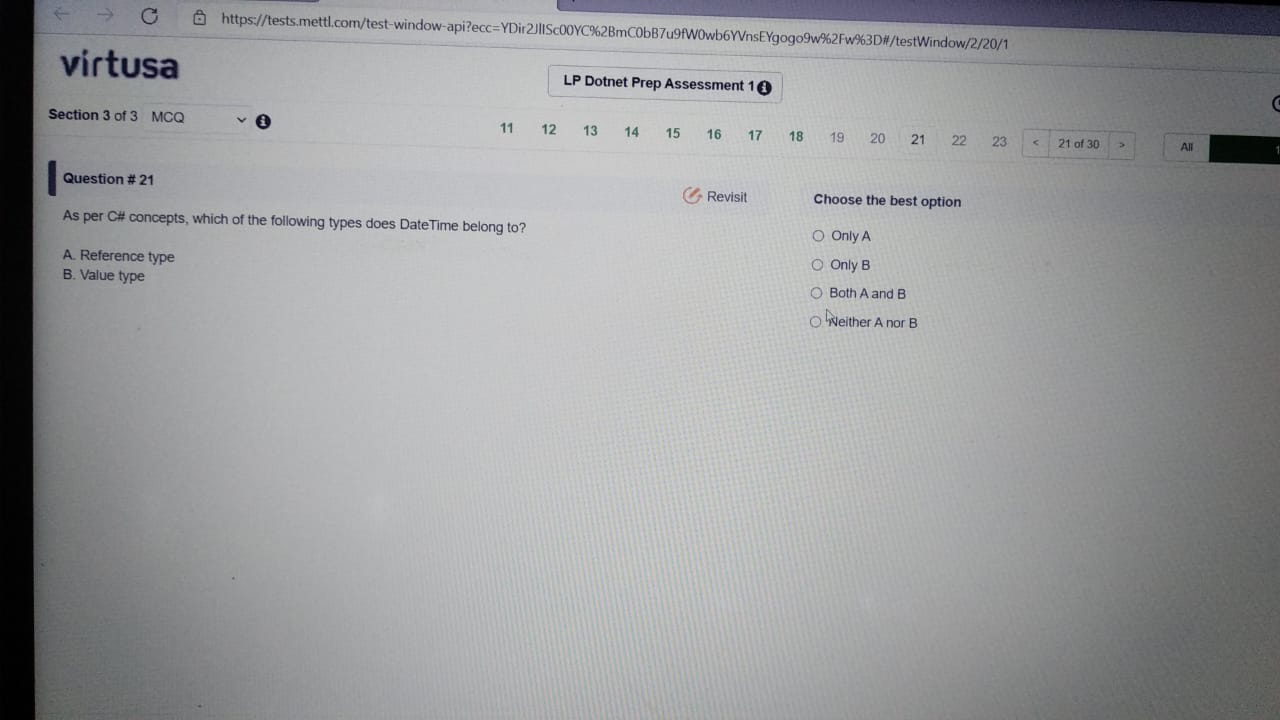 https://tests.mettl.com/test-window-api?ecc=YDir2JIISc00YC%2BmC0bB7u9fW0wb6YVnsEYgogo9w%2Fw%3D#/testWindow/2/20/1
virtusa
LP Dotnet Prep Assessment 1
Section 3 of 3 MCQ
11 12 13 14 15 16 17 18 19 20 21 22 23 < 21 of 30 > All
Question # 21
Revisit
As per C# concepts, which of the following types does DateTime belong to?
A. Reference type
B. Value type
Choose the best option
Only A
Only B
Both A and B
Neither A nor B